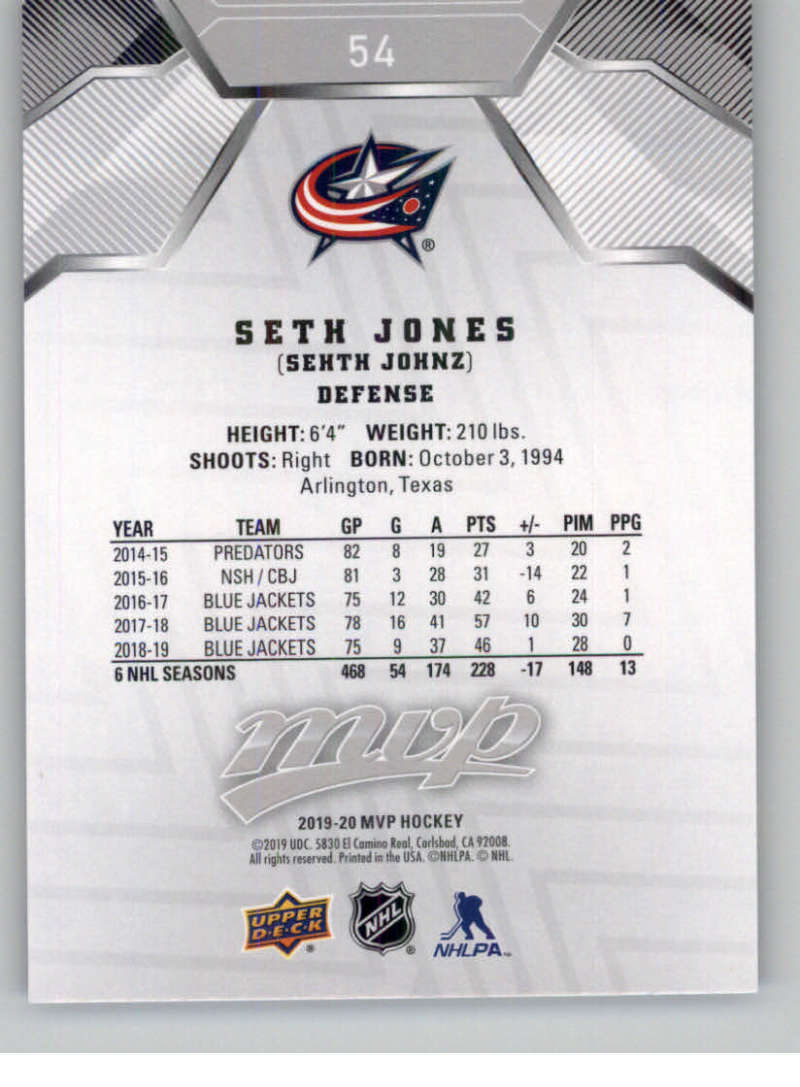 54
®
SETH JONES
(SEHTH JOHNZ)
DEFENSE
HEIGHT: 6'4" WEIGHT: 210 lbs.
SHOOTS: Right BORN: October 3, 1994
Arlington, Texas
YEAR TEAM GP G A PTS +/- PIM PPG
2014-15 PREDATORS 82 8 19 27 3 20 2
2015-16 NSH / CBJ 81 3 28 31 -14 22 1
2016-17 BLUE JACKETS 75 12 30 42 6 24 1
2017-18 BLUE JACKETS 78 16 41 57 10 30 7
2018-19 BLUE JACKETS 75 9 37 46 1 28 0
6 NHL SEASONS 468 54 174 228 -17 148 13
mvp
2019-20 MVP HOCKEY
©2019 UDC. 5830 El Camino Real, Carlsbad, CA 92008.
All rights reserved. Printed in the USA. ©NHLPA. © NHL.
UPPER DECK ® NHL ® NHLPA™